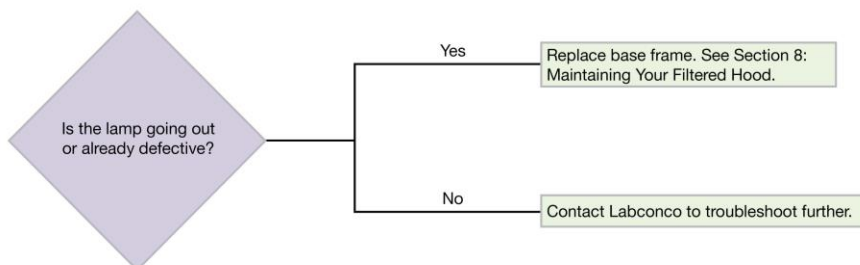 Is the lamp going out
or already defective?
Yes
Replace base frame. See Section 8:
Maintaining Your Filtered Hood.
No
Contact Labconco to troubleshoot further.